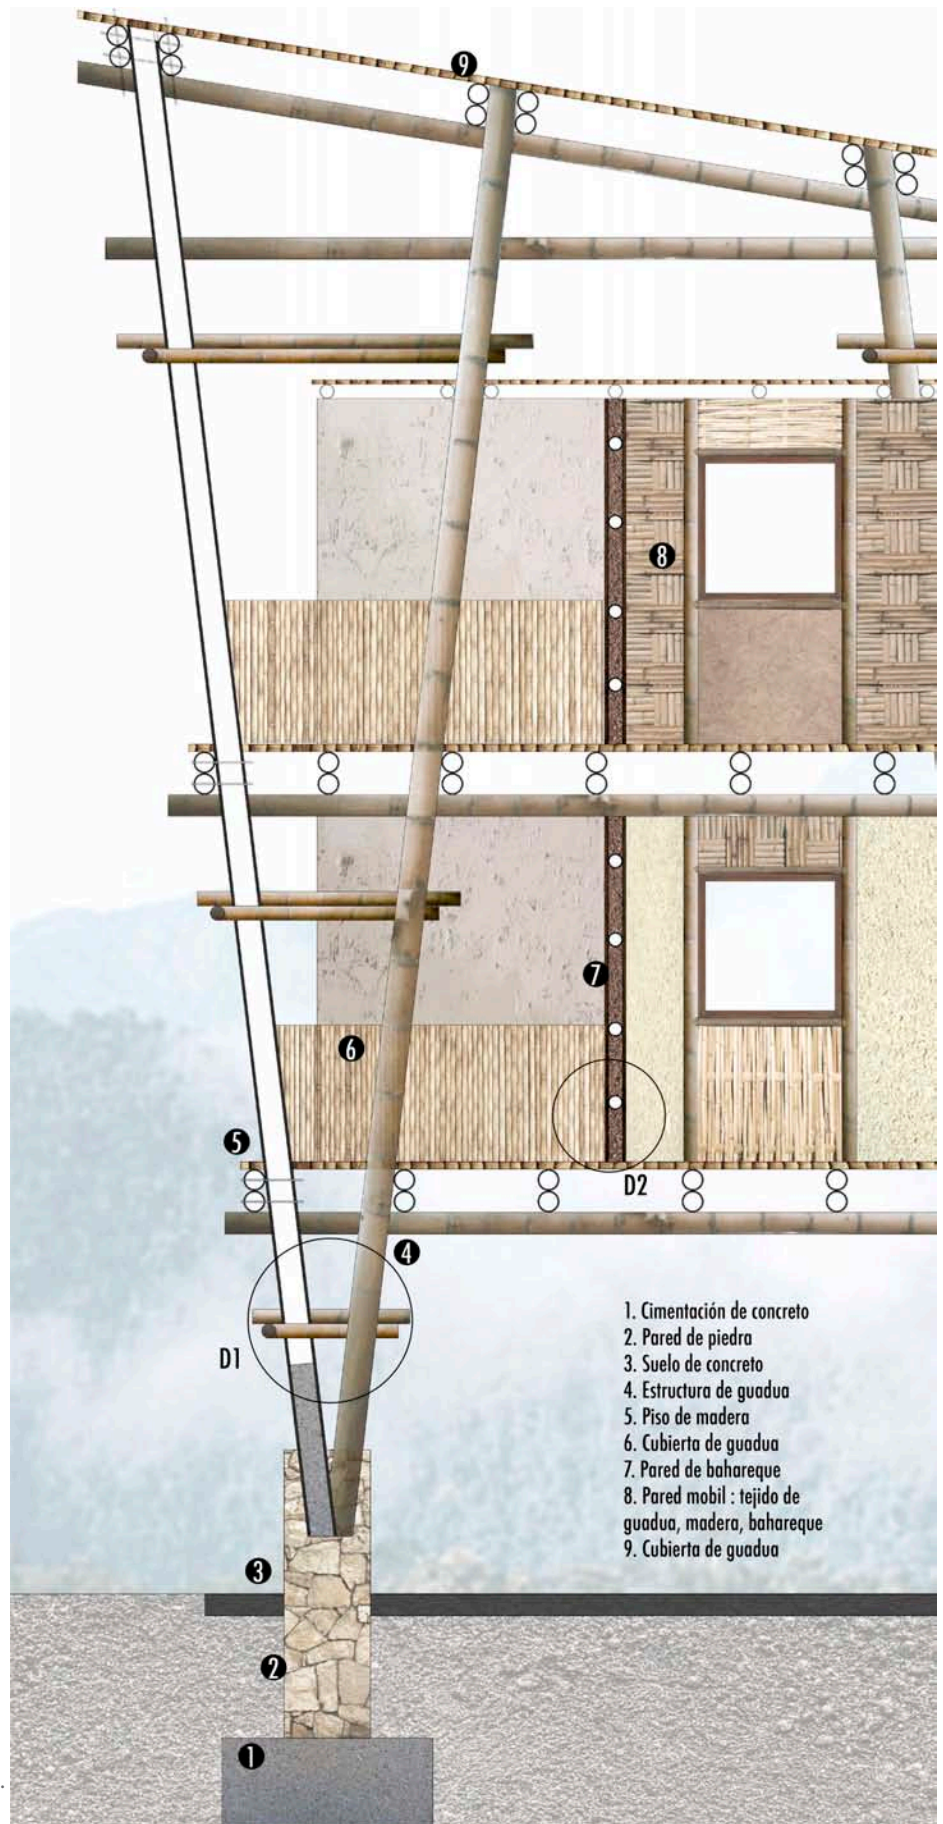 9
8
7
6
5
D2
4
D1
1. Cimentación de concreto
2. Pared de piedra
3. Suelo de concreto
4. Estructura de guadua
5. Piso de madera
6. Cubierta de guadua
7. Pared de bahareque
8. Pared mobil : tejido de
guadua, madera, bahareque
9. Cubierta de guadua
3
2
1